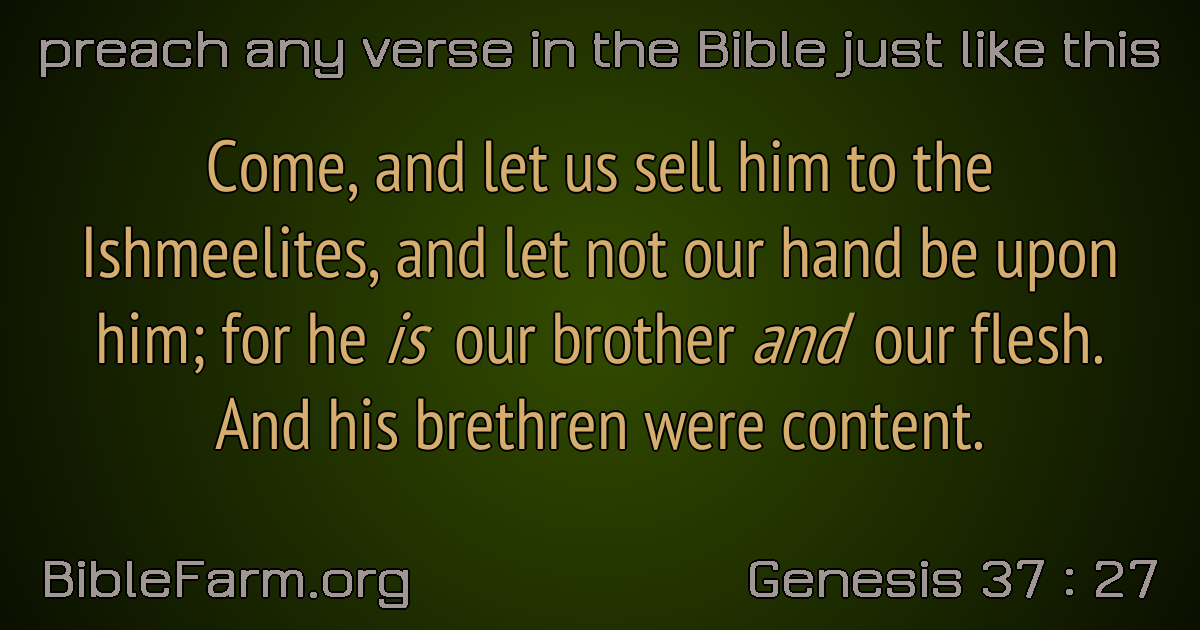 preach any verse in the Bible just like this
Come, and let us sell him to the
Ishmeelites, and let not our hand be upon
him; for he is our brother and our flesh.
And his brethren were content.
BibleFarm.org
Genesis 37 : 27